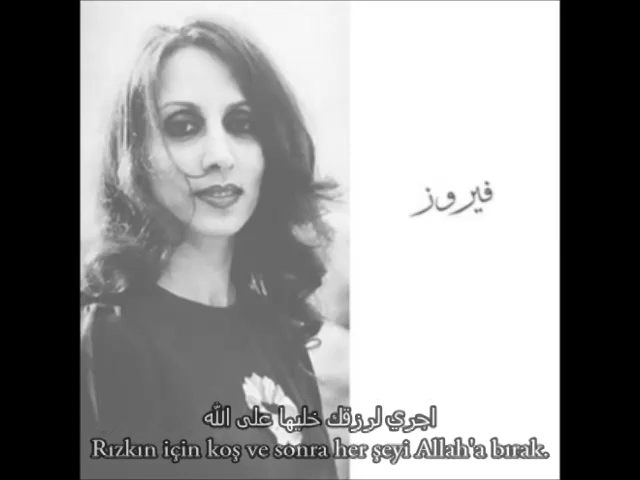 فيروز
اجري لرزقك خليها على الله
Rızkın için koş ve sonra her şeyi Allah'a bırak.